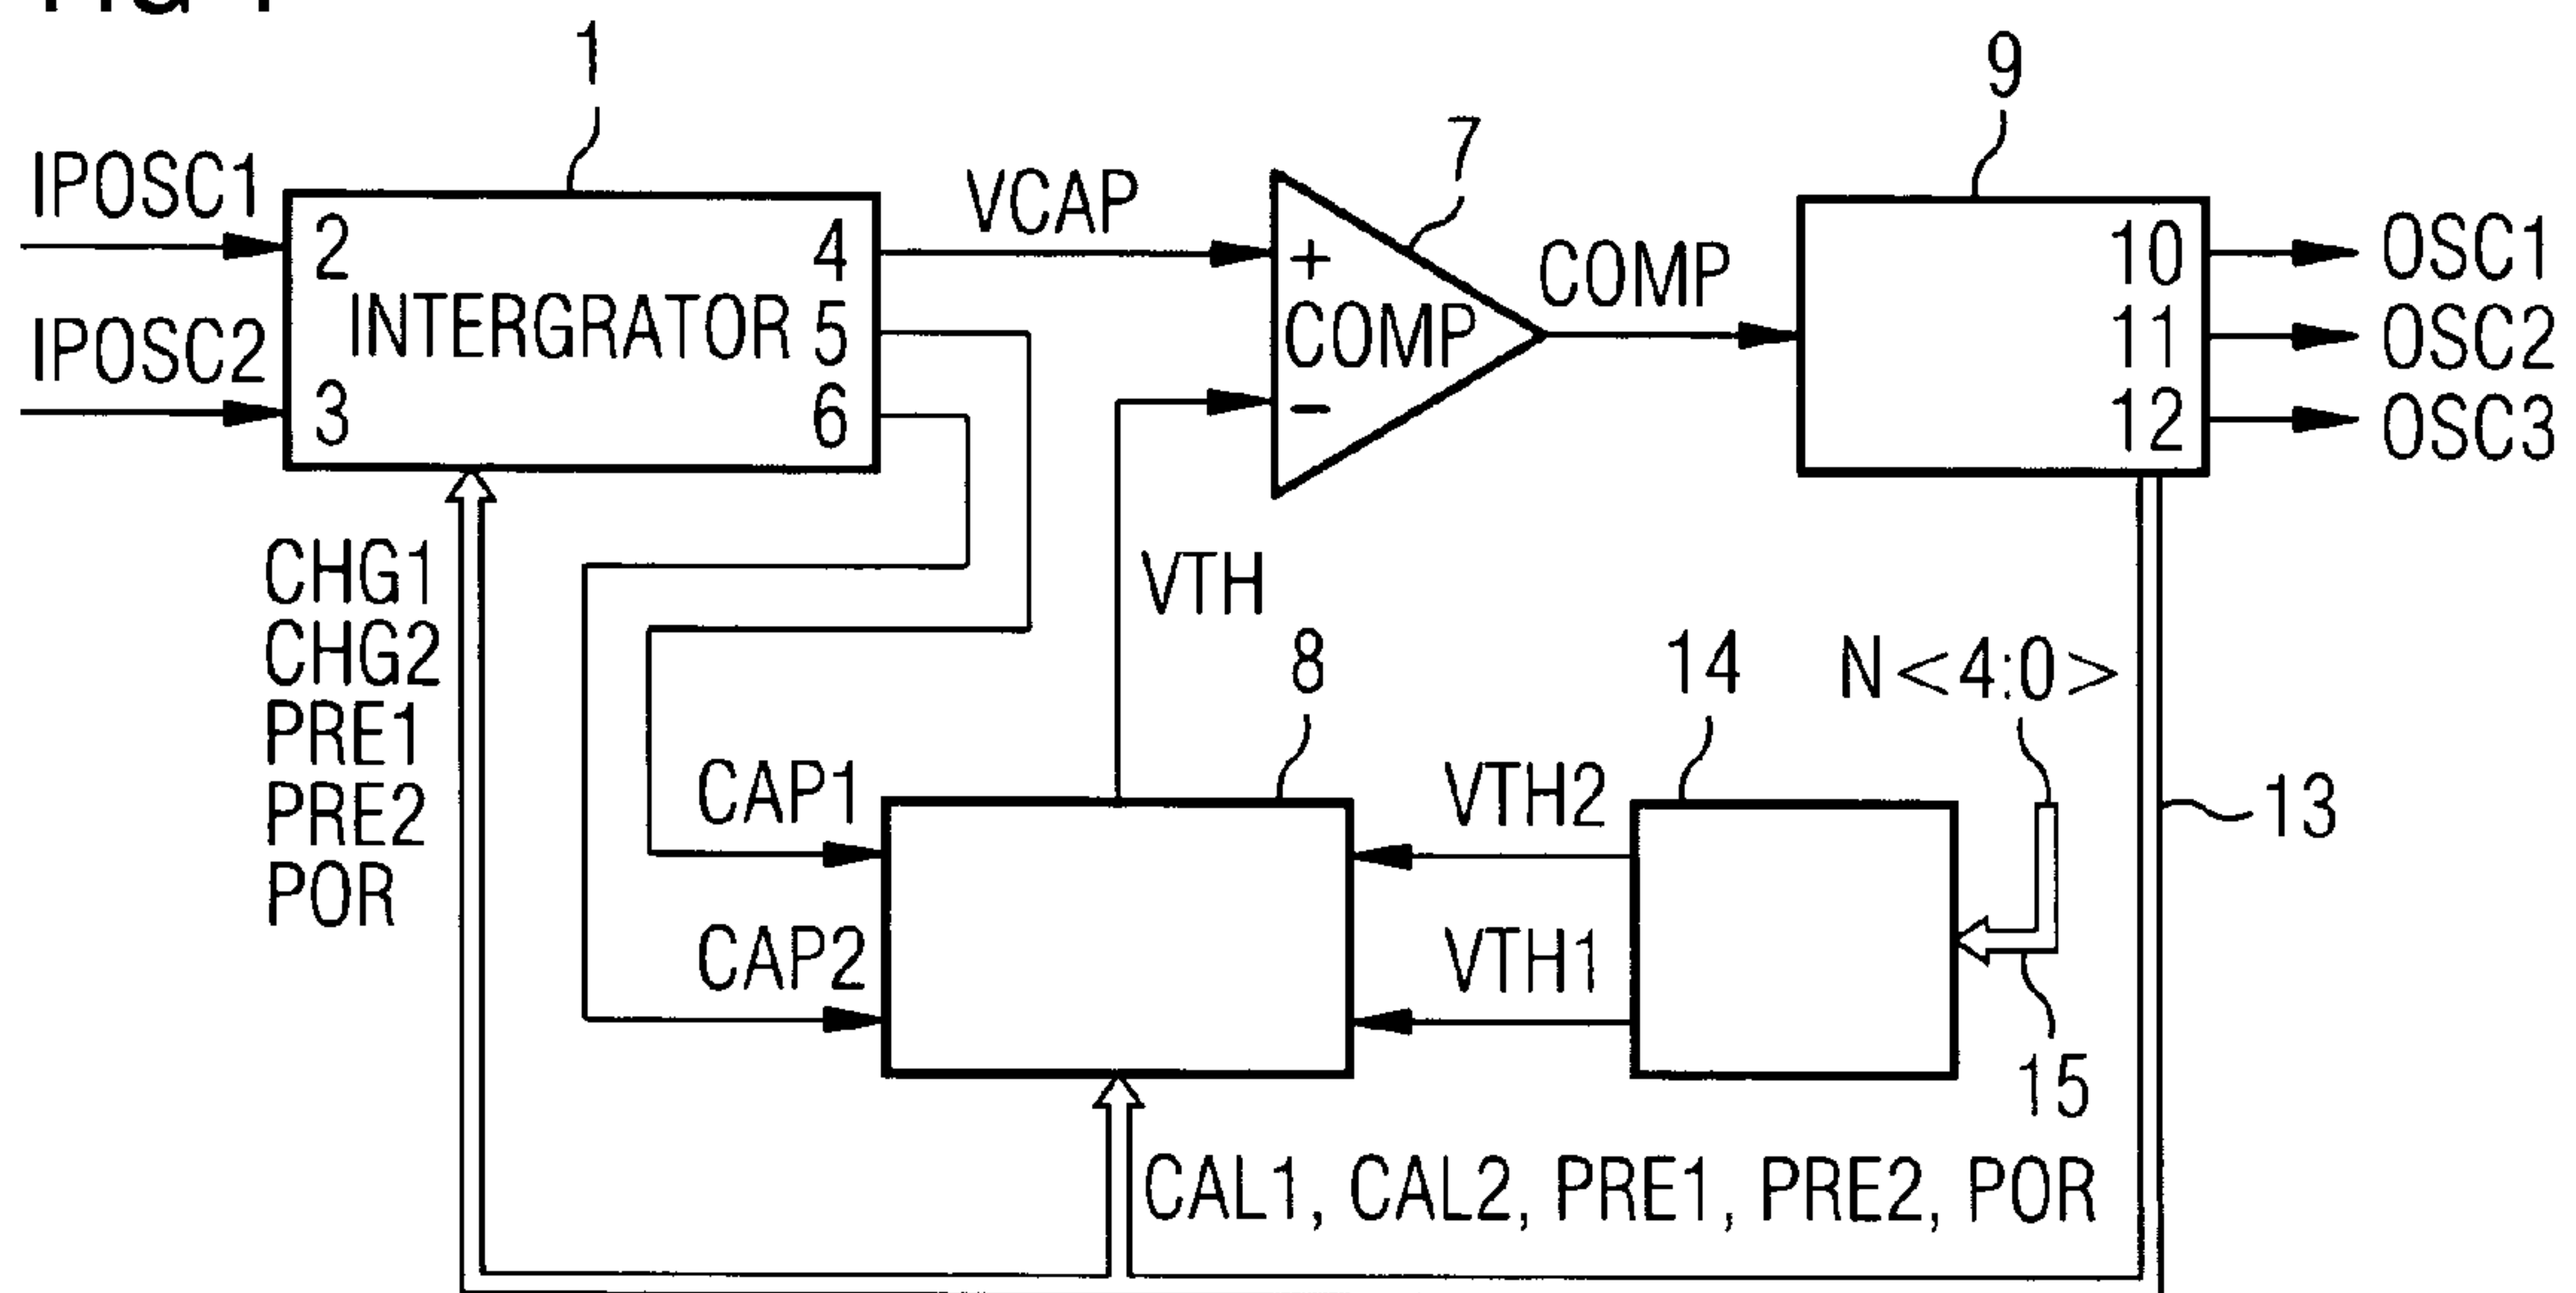 1
9
7
IPOSC1
VCAP
2
4
+
10
OSC1
COMP
IPOSC2
INTERGRATOR
5
COMP
11
OSC2
3
6
-
12
OSC3
CHG1
CHG2
PRE1
PRE2
POR
VTH
8
14
N<4:0>
CAP1
VTH2
13
CAP2
VTH1
15
CAL1, CAL2, PRE1, PRE2, POR